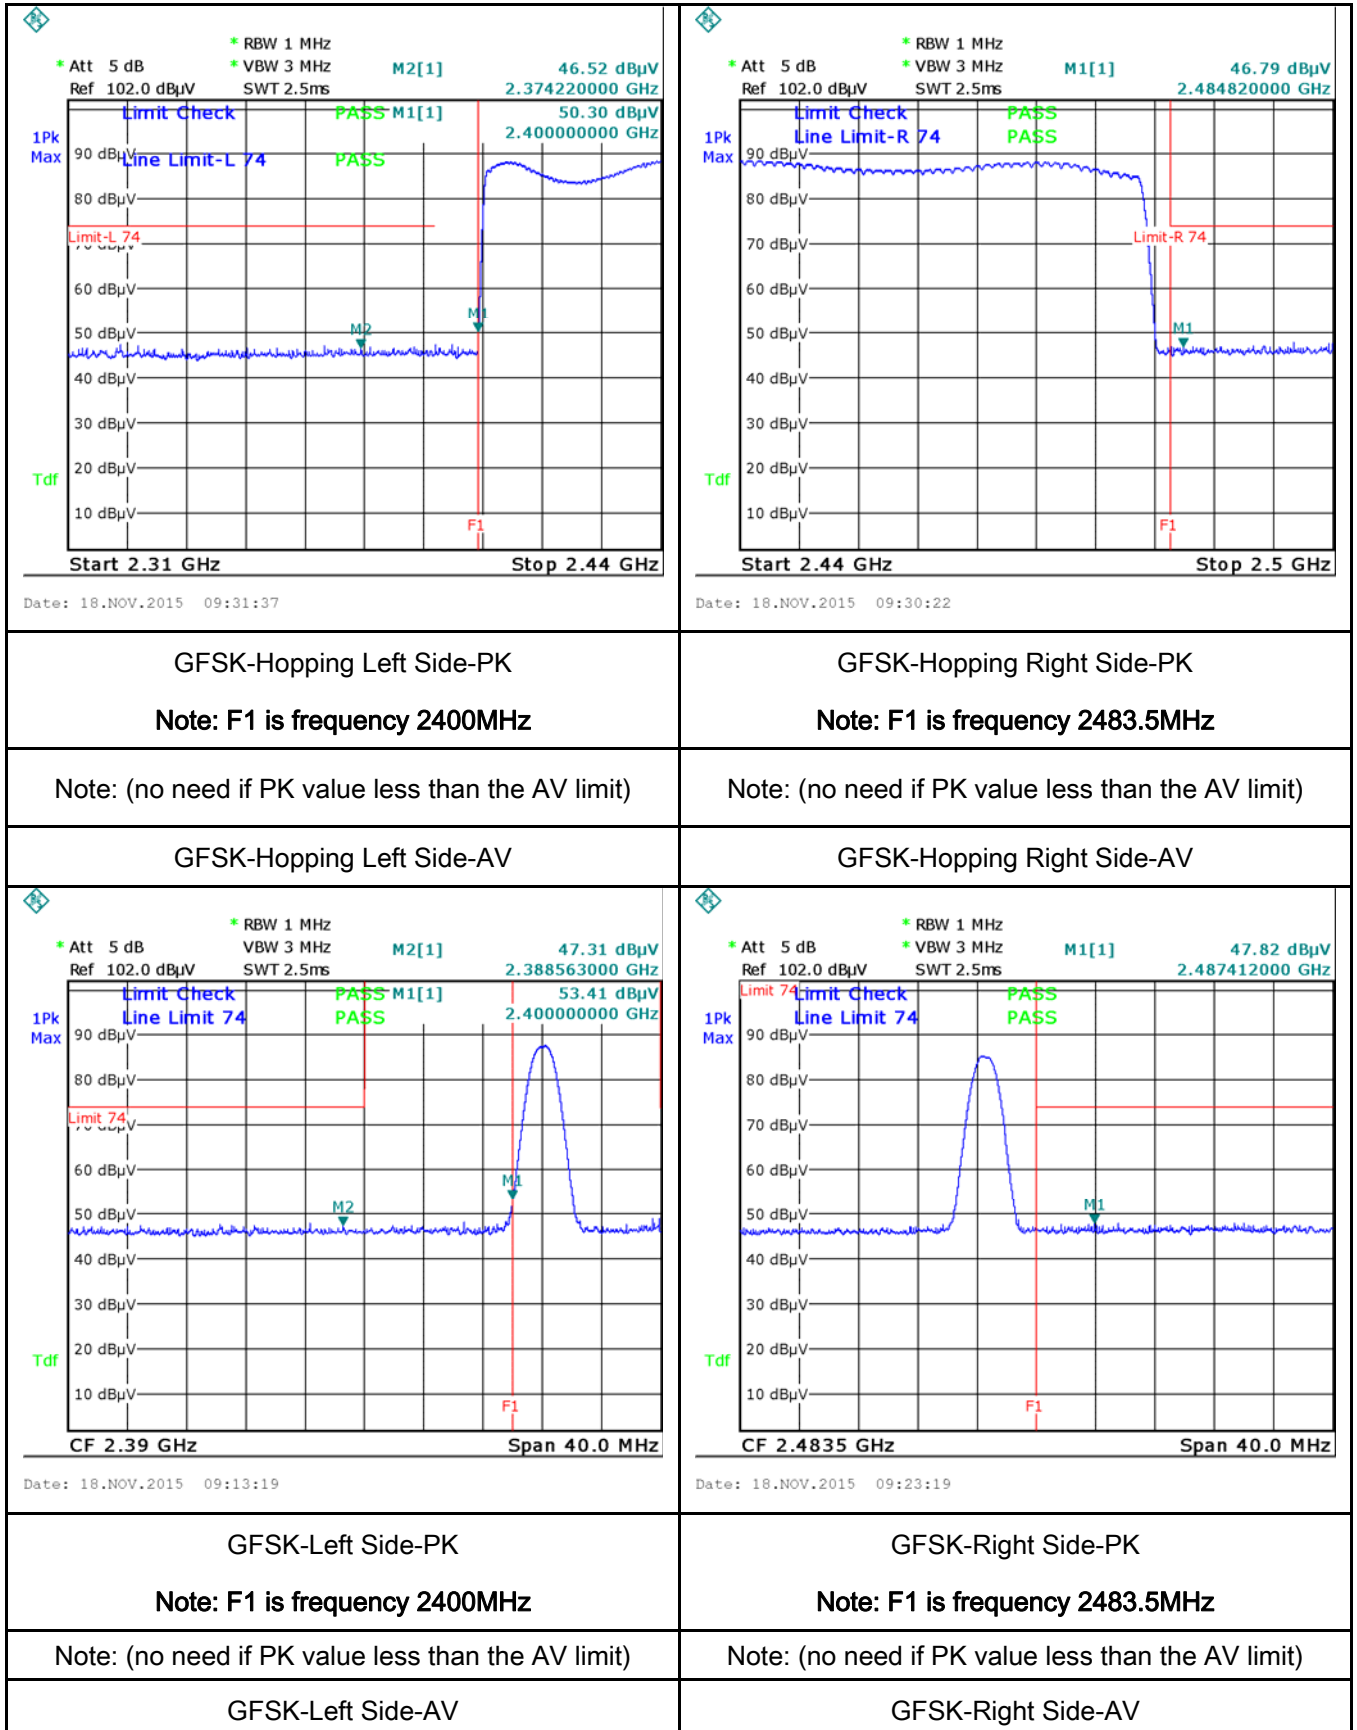 * RBW 1 MHz
* Att 5 dB * VBW 3 MHz M2[1] 46.52 dBµV
Ref 102.0 dBµV SWT 2.5ms 2.374220000 GHz
Limit Check PASS M1[1] 50.30 dBµV
2.400000000 GHz
1Pk
Max
90 dBµV
Line Limit-L 74 PASS
80 dBµV
Limit-L 74
70 dBµV
60 dBµV
M1
50 dBµV
M2
40 dBµV
30 dBµV
20 dBµV
Tdf
10 dBµV
F1
Start 2.31 GHz Stop 2.44 GHz
Date: 18.NOV.2015 09:31:37
* RBW 1 MHz
* Att 5 dB * VBW 3 MHz M1[1] 46.79 dBµV
Ref 102.0 dBµV SWT 2.5ms 2.484820000 GHz
Limit Check PASS
1Pk
Max
Line Limit-R 74 PASS
90 dBµV
80 dBµV
Limit-R 74
70 dBµV
60 dBµV
50 dBµV
M1
40 dBµV
30 dBµV
20 dBµV
Tdf
10 dBµV
F1
Start 2.44 GHz Stop 2.5 GHz
Date: 18.NOV.2015 09:30:22
GFSK-Hopping Left Side-PK
Note: F1 is frequency 2400MHz
GFSK-Hopping Right Side-PK
Note: F1 is frequency 2483.5MHz
Note: (no need if PK value less than the AV limit)
Note: (no need if PK value less than the AV limit)
GFSK-Hopping Left Side-AV
GFSK-Hopping Right Side-AV
* RBW 1 MHz
* Att 5 dB VBW 3 MHz M2[1] 47.31 dBµV
Ref 102.0 dBµV SWT 2.5ms 2.388563000 GHz
Limit Check PASS M1[1] 53.41 dBµV
Line Limit 74 PASS 2.400000000 GHz
1Pk
Max
90 dBµV
80 dBµV
Limit 74
70 dBµV
60 dBµV
M1
M2
50 dBµV
40 dBµV
30 dBµV
20 dBµV
Tdf
10 dBµV
F1
CF 2.39 GHz Span 40.0 MHz
Date: 18.NOV.2015 09:13:19
* RBW 1 MHz
* Att 5 dB * VBW 3 MHz M1[1] 47.82 dBµV
Ref 102.0 dBµV SWT 2.5ms 2.487412000 GHz
Limit 74
Limit Check PASS
Line Limit 74 PASS
1Pk
Max
90 dBµV
80 dBµV
70 dBµV
60 dBµV
M1
50 dBµV
40 dBµV
30 dBµV
20 dBµV
Tdf
10 dBµV
F1
CF 2.4835 GHz Span 40.0 MHz
Date: 18.NOV.2015 09:23:19
GFSK-Left Side-PK
Note: F1 is frequency 2400MHz
GFSK-Right Side-PK
Note: F1 is frequency 2483.5MHz
Note: (no need if PK value less than the AV limit)
Note: (no need if PK value less than the AV limit)
GFSK-Left Side-AV
GFSK-Right Side-AV